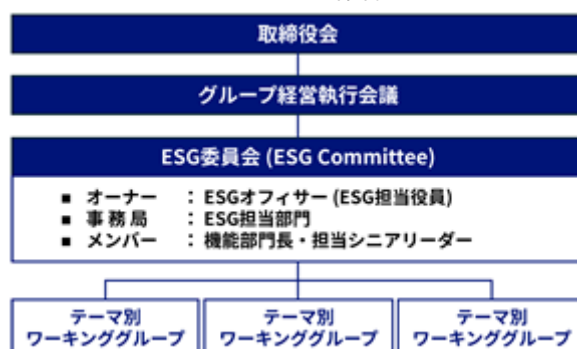 取締役会
グループ経営執行会議
ESG委員会 (ESG Committee)
■ オーナー ：ESGオフィサー (ESG担当役員)
■ 事務局 ：ESG担当部門
■ メンバー ：機能部門長・担当シニアリーダー
テーマ別
ワーキンググループ
テーマ別
ワーキンググループ
テーマ別
ワーキンググループ